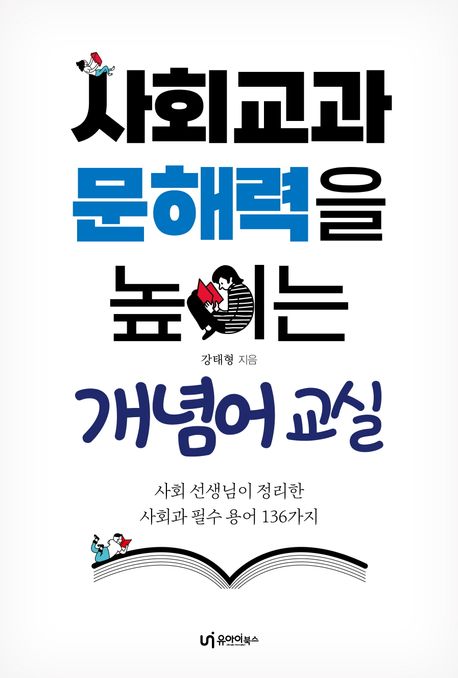 사회교과
문해력을
높이는
강태형 지음
개념어 교실
사회 선생님이 정리한
사회과 필수 용어 136가지
유아이북스